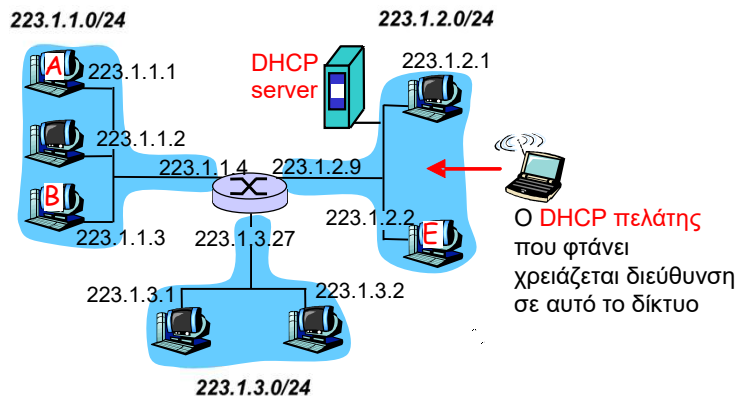 223.1.1.0/24
223.1.2.0/24
A
223.1.1.1
DHCP
server
223.1.2.1
223.1.1.2
223.1.1.4
223.1.2.9
B
223.1.1.3
223.1.3.27
223.1.2.2
E
Ο DHCP πελάτης
που φτάνει
χρειάζεται διεύθυνση
σε αυτό το δίκτυο
223.1.3.1
223.1.3.2
223.1.3.0/24